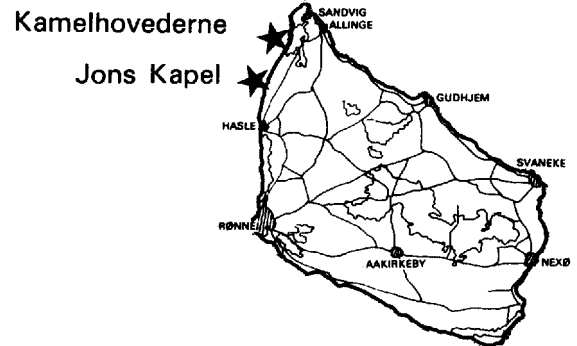 Kamelhovederne
Jons Kapel
SANDVIG
ALLINGE
GUDHJEM
HASLE
SVANEKE
RØNNE
AAKIRKEBY
NEXØ